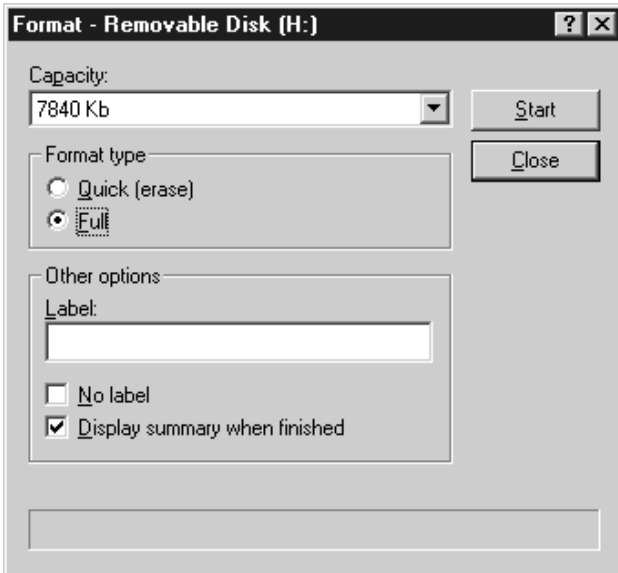 Format - Removable Disk (H:)
Capacity:
7840 Kb
Start
Format type
Close
Quick (erase)
Full
Other options
Label:
No label
Display summary when finished